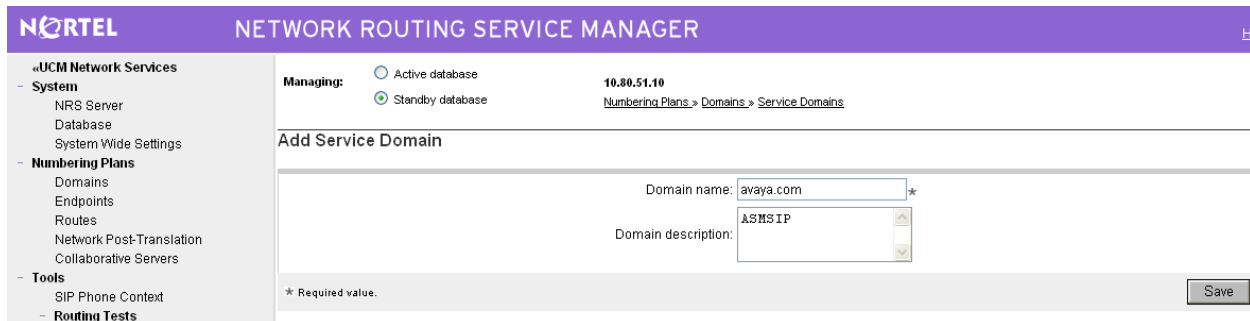 NORTEL NETWORK ROUTING SERVICE MANAGER
H
«UCM Network Services
- System
NRS Server
Database
System Wide Settings
- Numbering Plans
Domains
Endpoints
Routes
Network Post-Translation
Collaborative Servers
- Tools
SIP Phone Context
- Routing Tests
Managing:
Active database
Standby database
10.80.51.10
Numbering Plans » Domains » Service Domains
Add Service Domain
Domain name: avaya.com *
Domain description: ASMSIP
* Required value.
Save